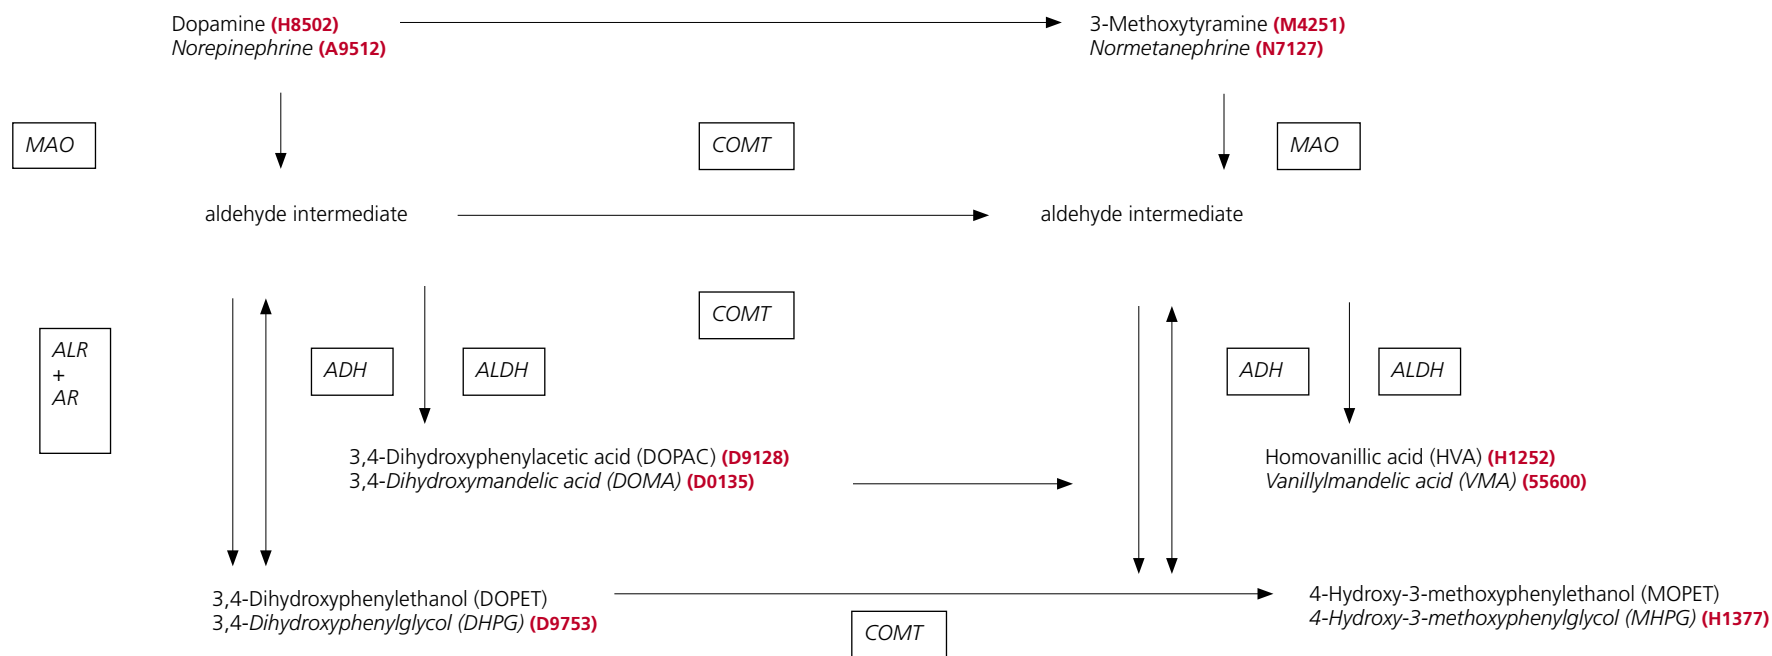 Dopamine (H8502)
Norepinephrine (A9512)
3-Methoxytyramine (M4251)
Normetanephrine (N7127)
MAO
COMT
MAO
aldehyde intermediate
aldehyde intermediate
COMT
ALR
+
AR
ADH
ALDH
ADH
ALDH
3,4-Dihydroxyphenylacetic acid (DOPAC) (D9128)
3,4-Dihydroxymandelic acid (DOMA) (D0135)
Homovanillic acid (HVA) (H1252)
Vanillylmandelic acid (VMA) (55600)
3,4-Dihydroxyphenylethanol (DOPET)
3,4-Dihydroxyphenylglycol (DHPG) (D9753)
4-Hydroxy-3-methoxyphenylethanol (MOPET)
4-Hydroxy-3-methoxyphenylglycol (MHPG) (H1377)
COMT